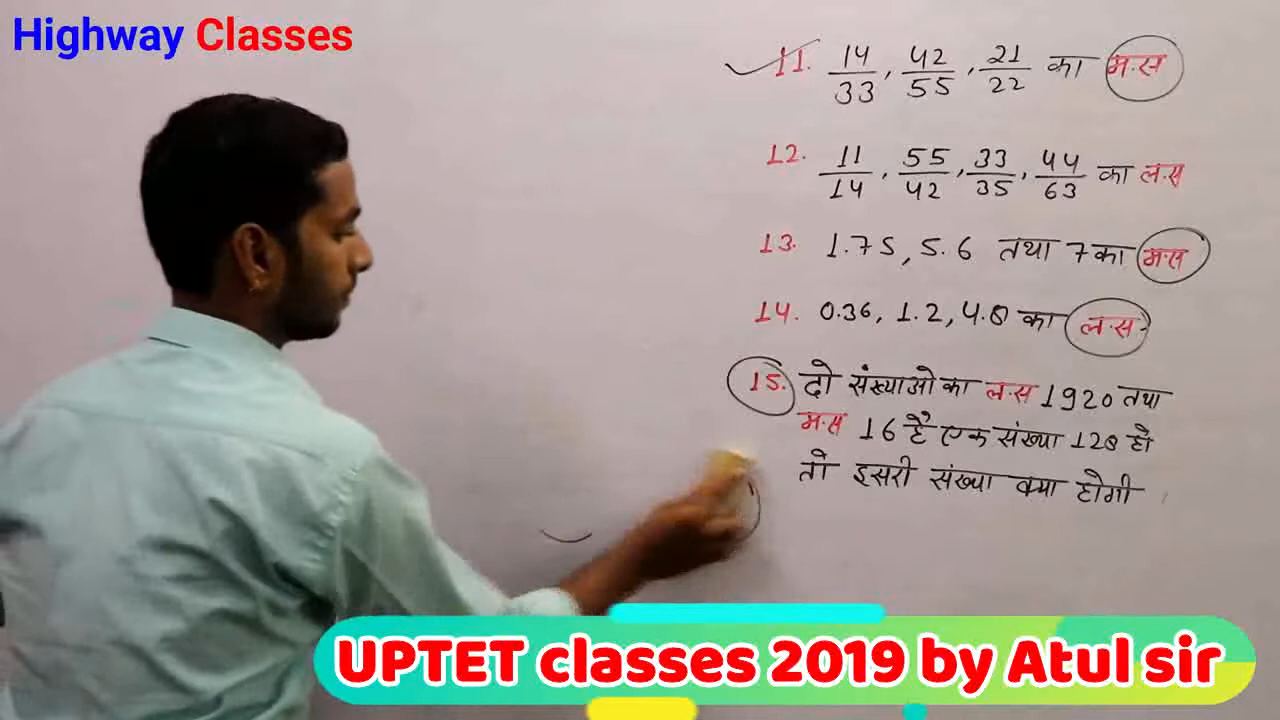 Highway Classes
11. 14/33, 42/55, 21/22 का म.स
12. 11/14, 55/42, 33/35, 44/63 का ल.स
13. 1.75, 5.6 तथा 7 का म.स
14. 0.36, 1.2, 4.8 का ल.स.
15. दो संख्याओ का ल.स 1920 तथा
म.स 16 है एक संख्या 128 हो
तो इसरी संख्या क्या होगी
UPTET classes 2019 by Atul sir